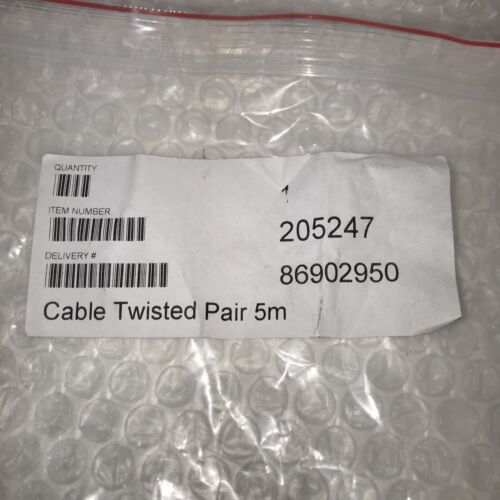 QUANTITY 1
ITEM NUMBER 205247
DELIVERY # 86902950
Cable Twisted Pair 5m